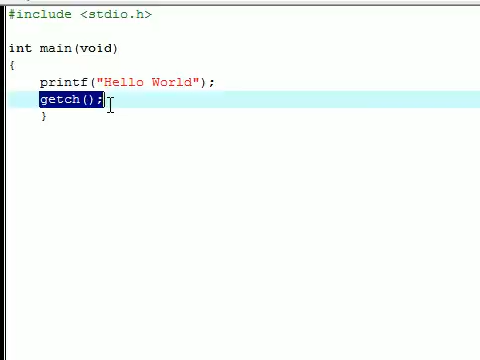 #include <stdio.h>
int main(void)
{
printf("Hello World");
getch();
}